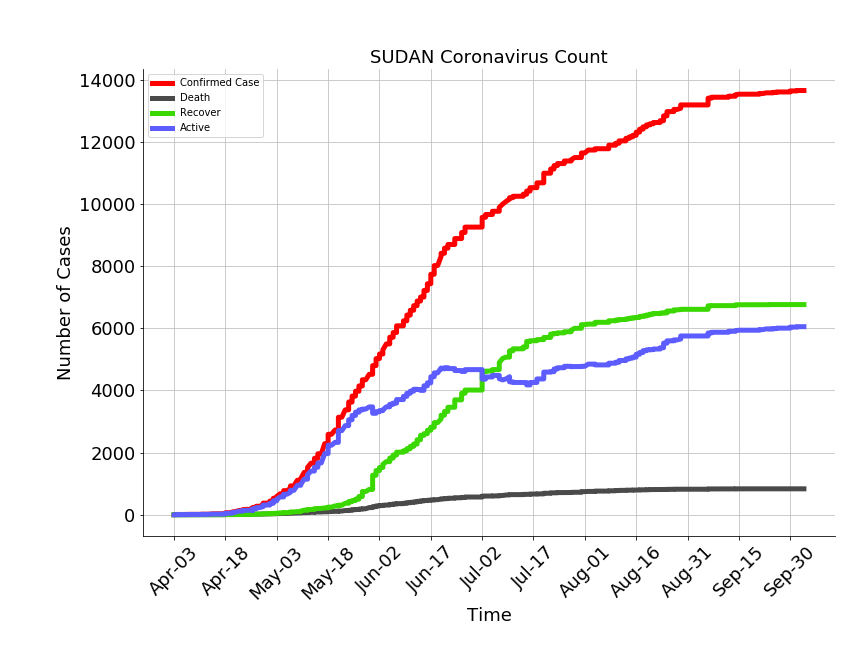 SUDAN Coronavirus Count
Confirmed Case
Death
Recover
Active
14000
12000
10000
8000
6000
4000
2000
0
Number of Cases
Apr-03
Apr-18
May-03
May-18
Jun-02
Jun-17
Jul-02
Jul-17
Aug-01
Aug-16
Aug-31
Sep-15
Sep-30
Time